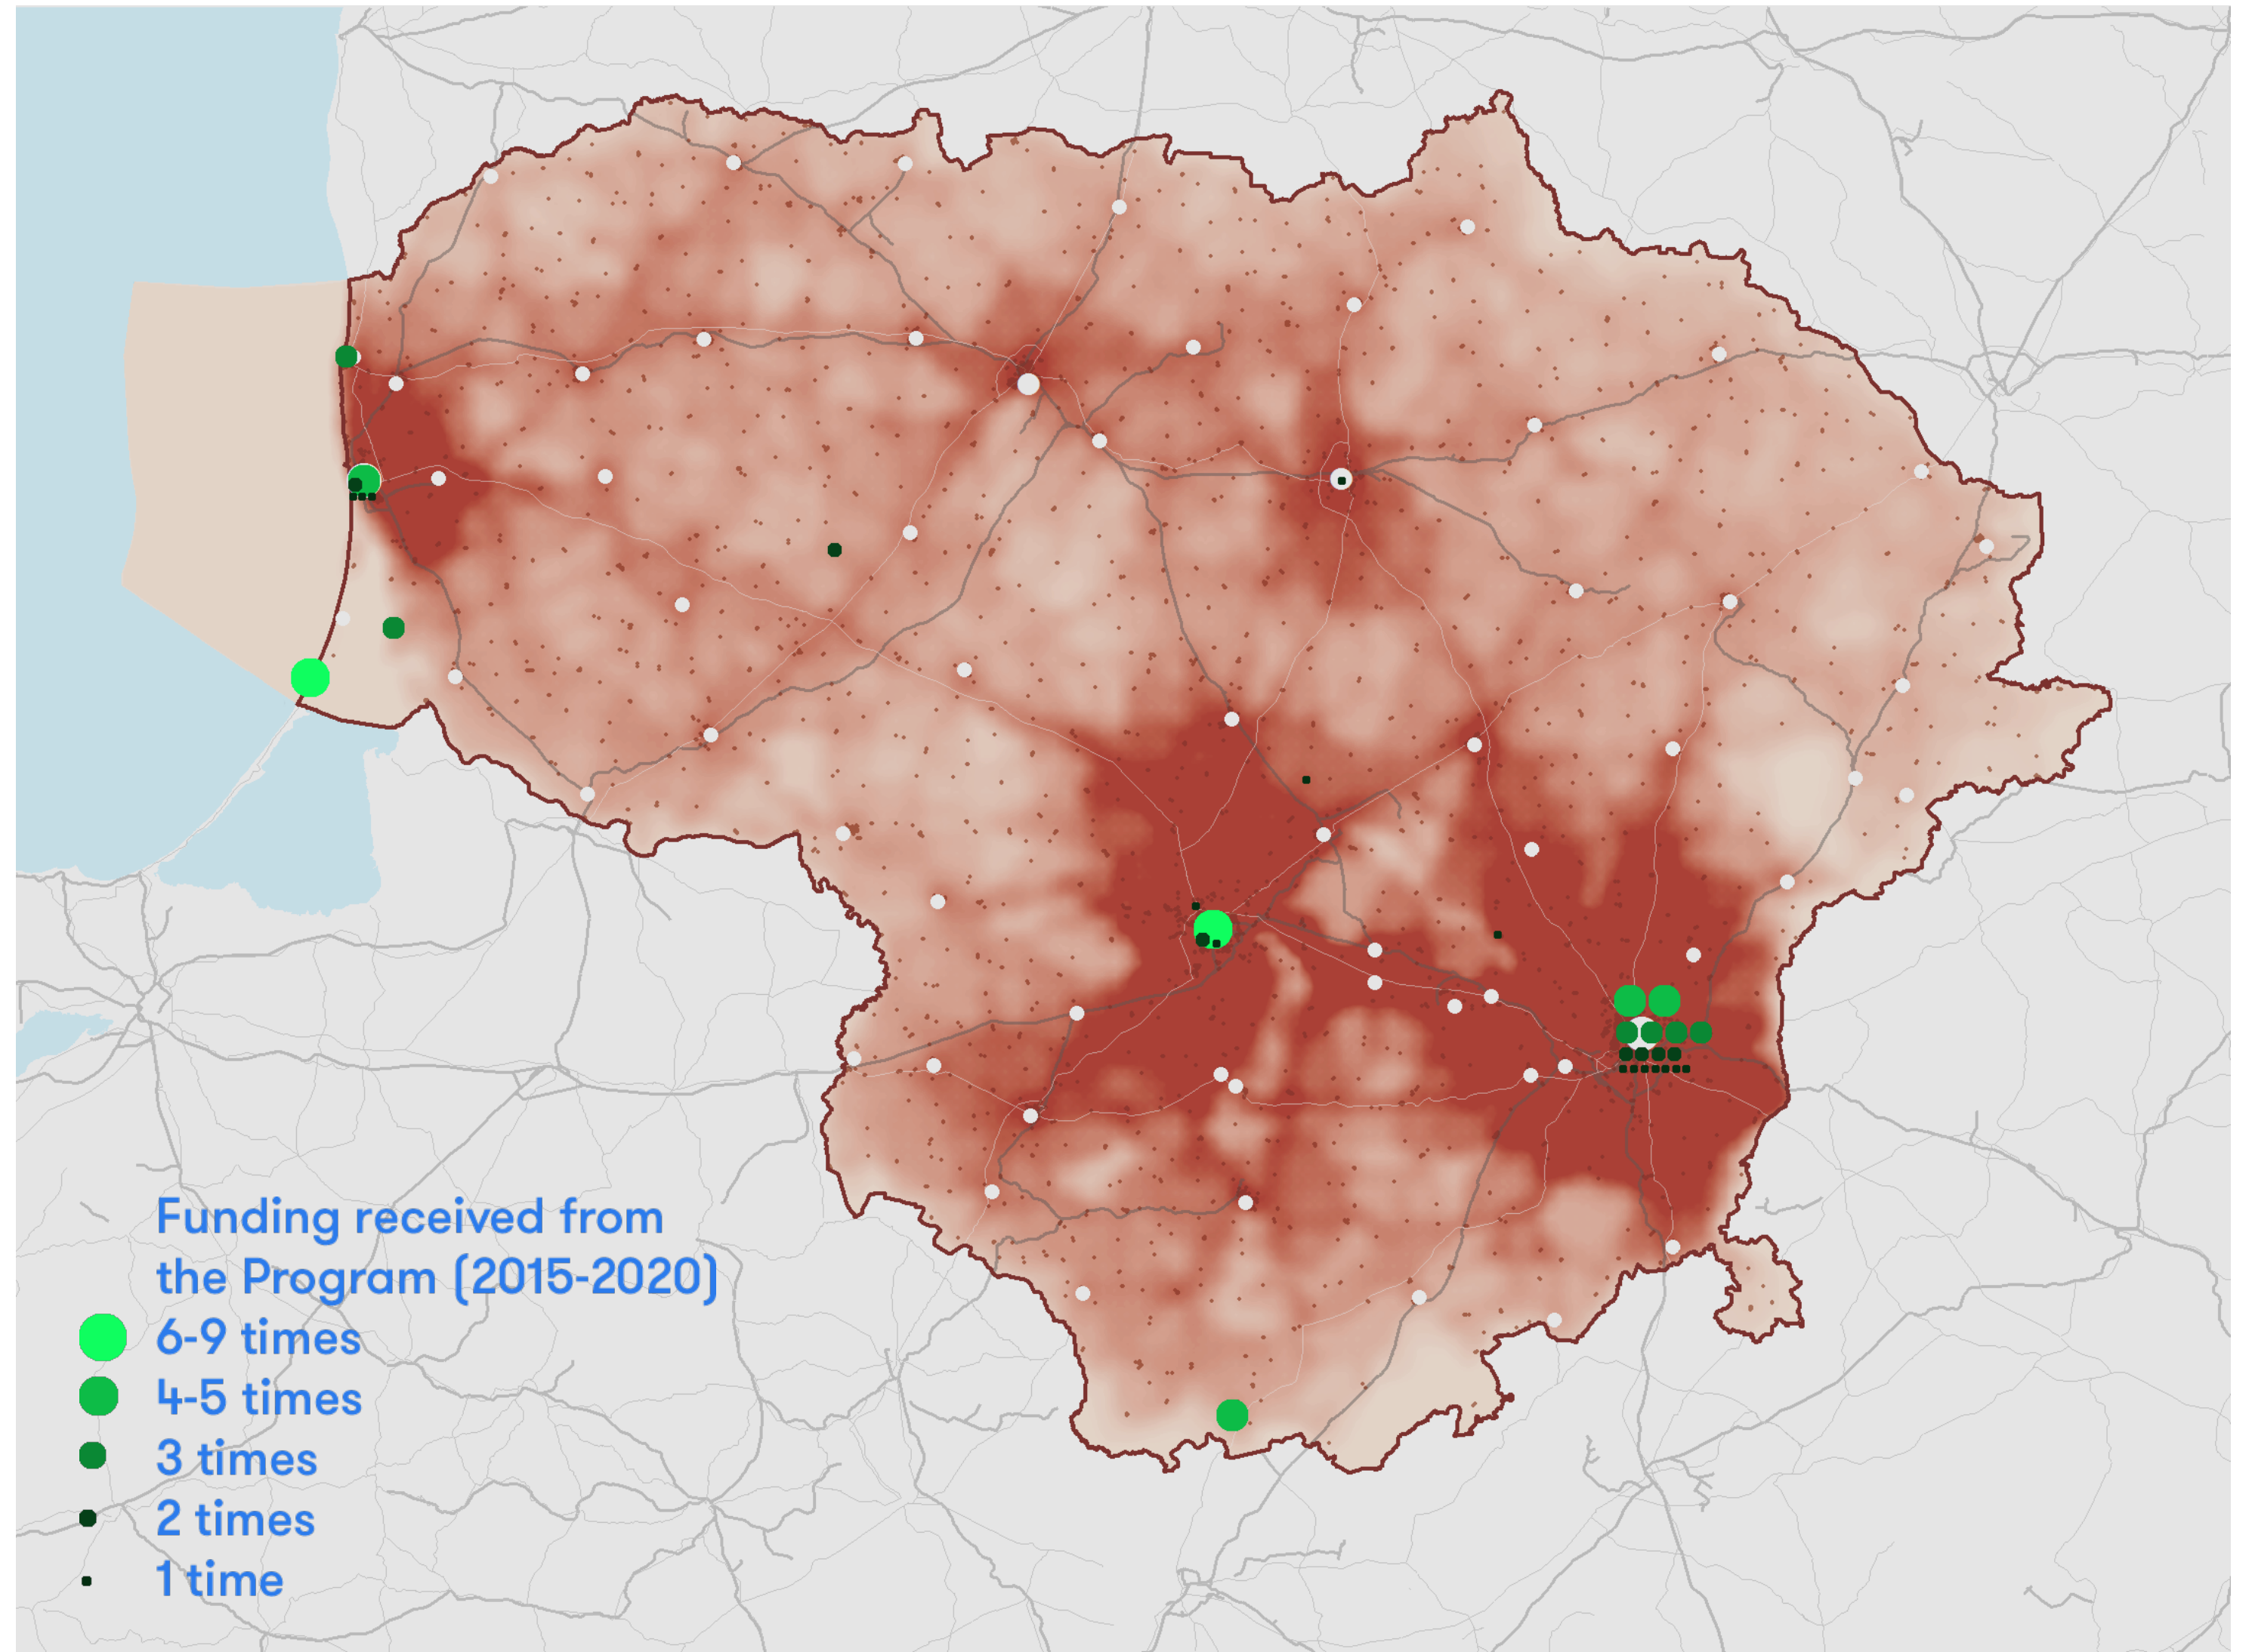 Funding received from
the Program (2015-2020)
6-9 times
4-5 times
3 times
2 times
1 time